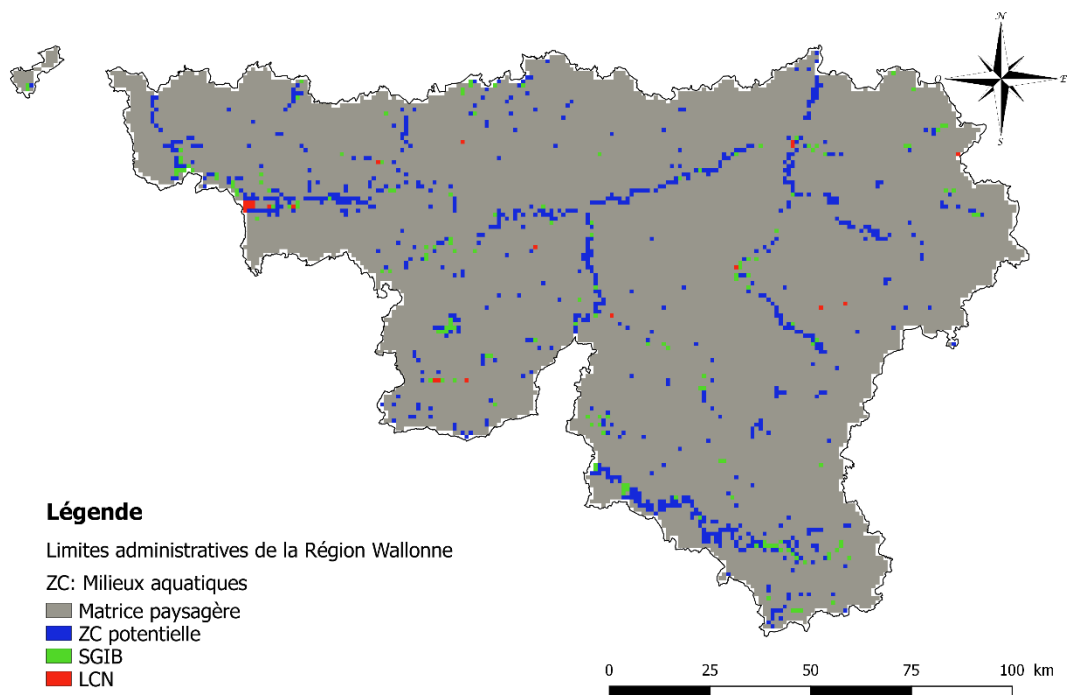 N
O
E
S
Légende
Limites administratives de la Région Wallonne
ZC: Milieux aquatiques
Matrice paysagère
ZC potentielle
SGIB
LCN
0 25 50 75 100 km